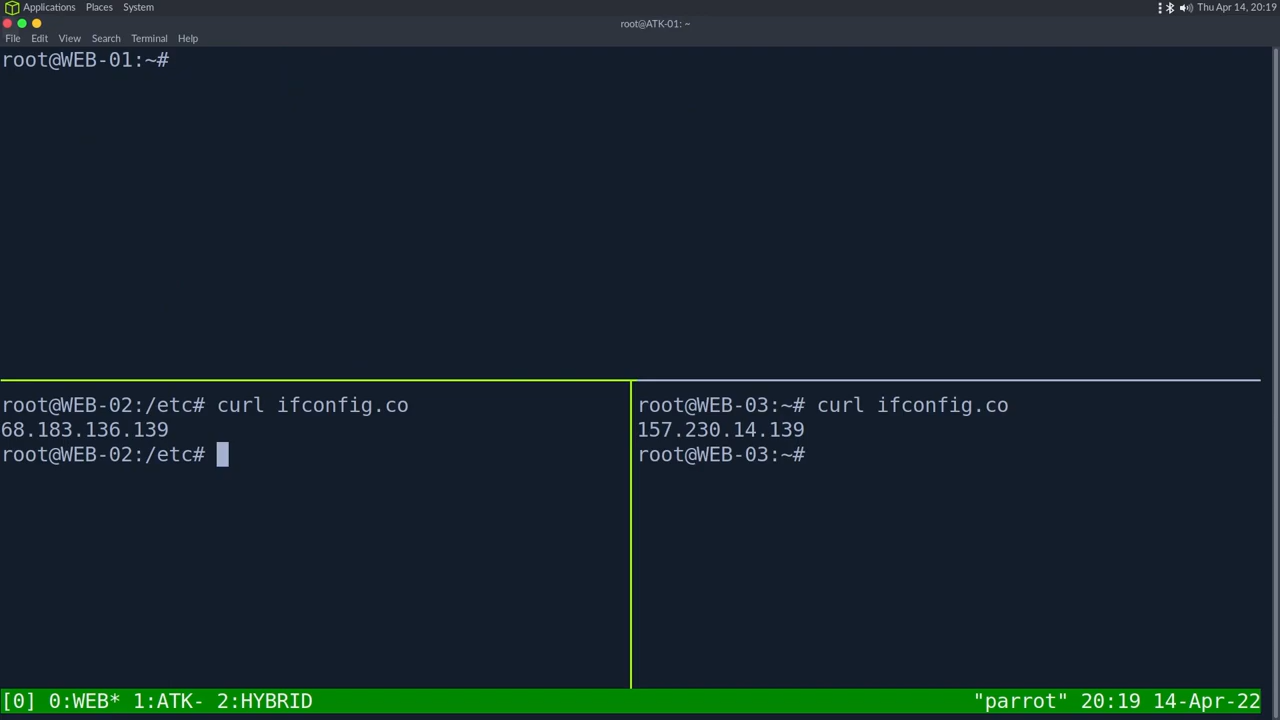 Applications Places System
Thu Apr 14, 20:19
root@ATK-01: ~
File Edit View Search Terminal Help
root@WEB-01:~#
root@WEB-02:/etc# curl ifconfig.co
68.183.136.139
root@WEB-02:/etc#
root@WEB-03:~# curl ifconfig.co
157.230.14.139
root@WEB-03:~#
[0] 0:WEB* 1:ATK- 2:HYBRID
"parrot" 20:19 14-Apr-22